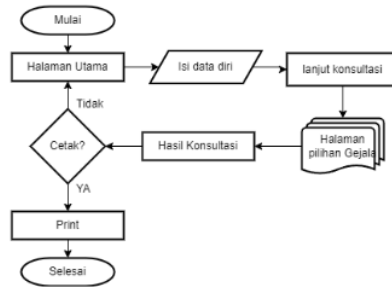 Mulai
Halaman Utama
Isi data diri
lanjut konsultasi
Halaman
pilihan Gejala
Hasil Konsultasi
Cetak?
Tidak
YA
Print
Selesai